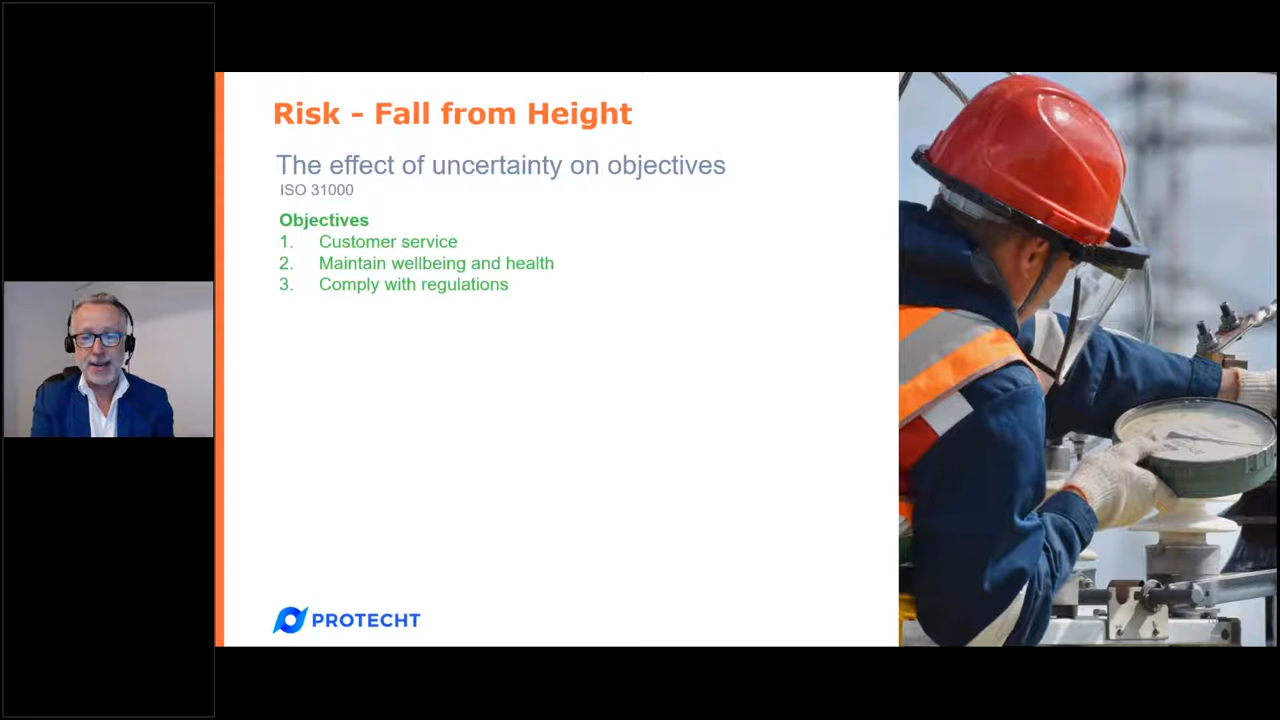 Risk - Fall from Height
The effect of uncertainty on objectives
ISO 31000
Objectives
1. Customer service
2. Maintain wellbeing and health
3. Comply with regulations
PROTECHT